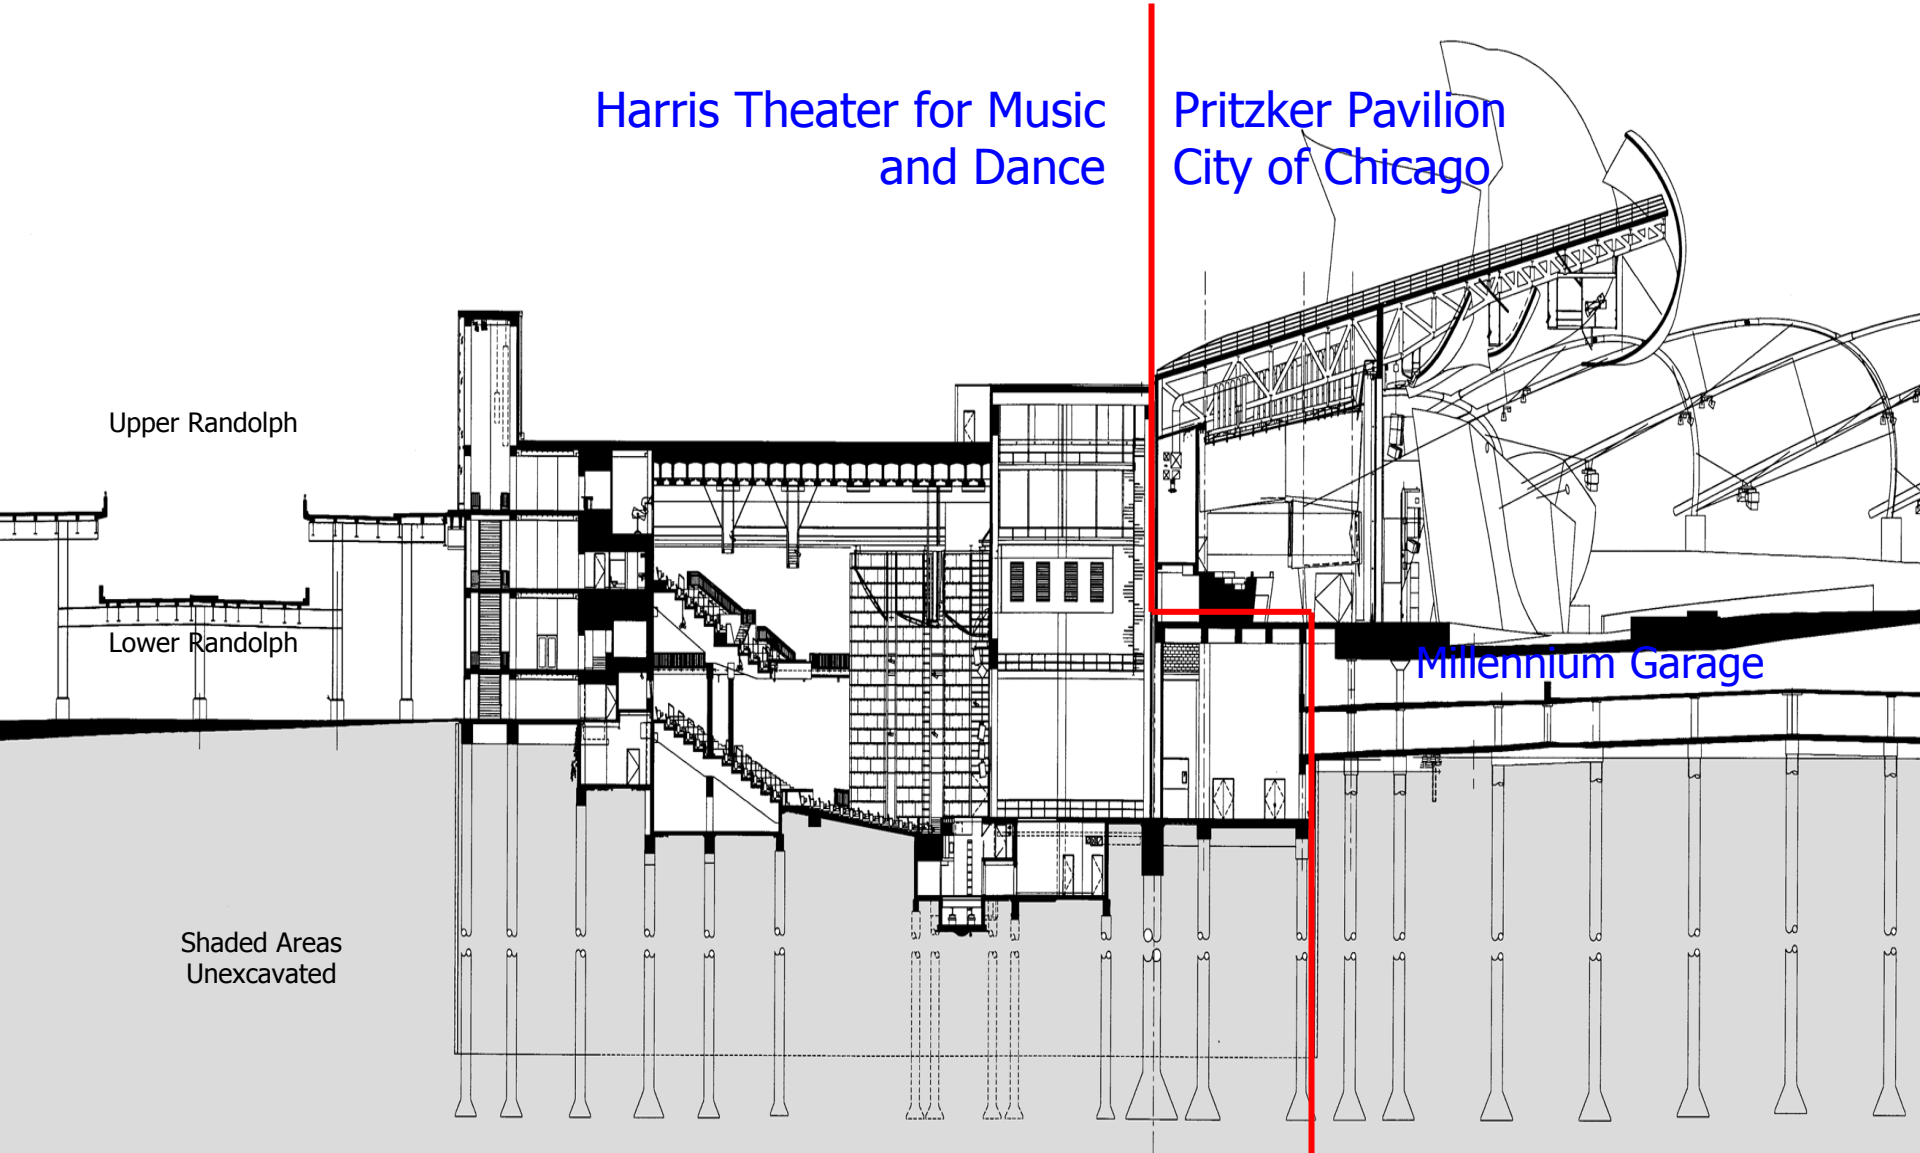 Harris Theater for Music
and Dance
Pritzker Pavilion
City of Chicago
Upper Randolph
Lower Randolph
Millennium Garage
Shaded Areas
Unexcavated